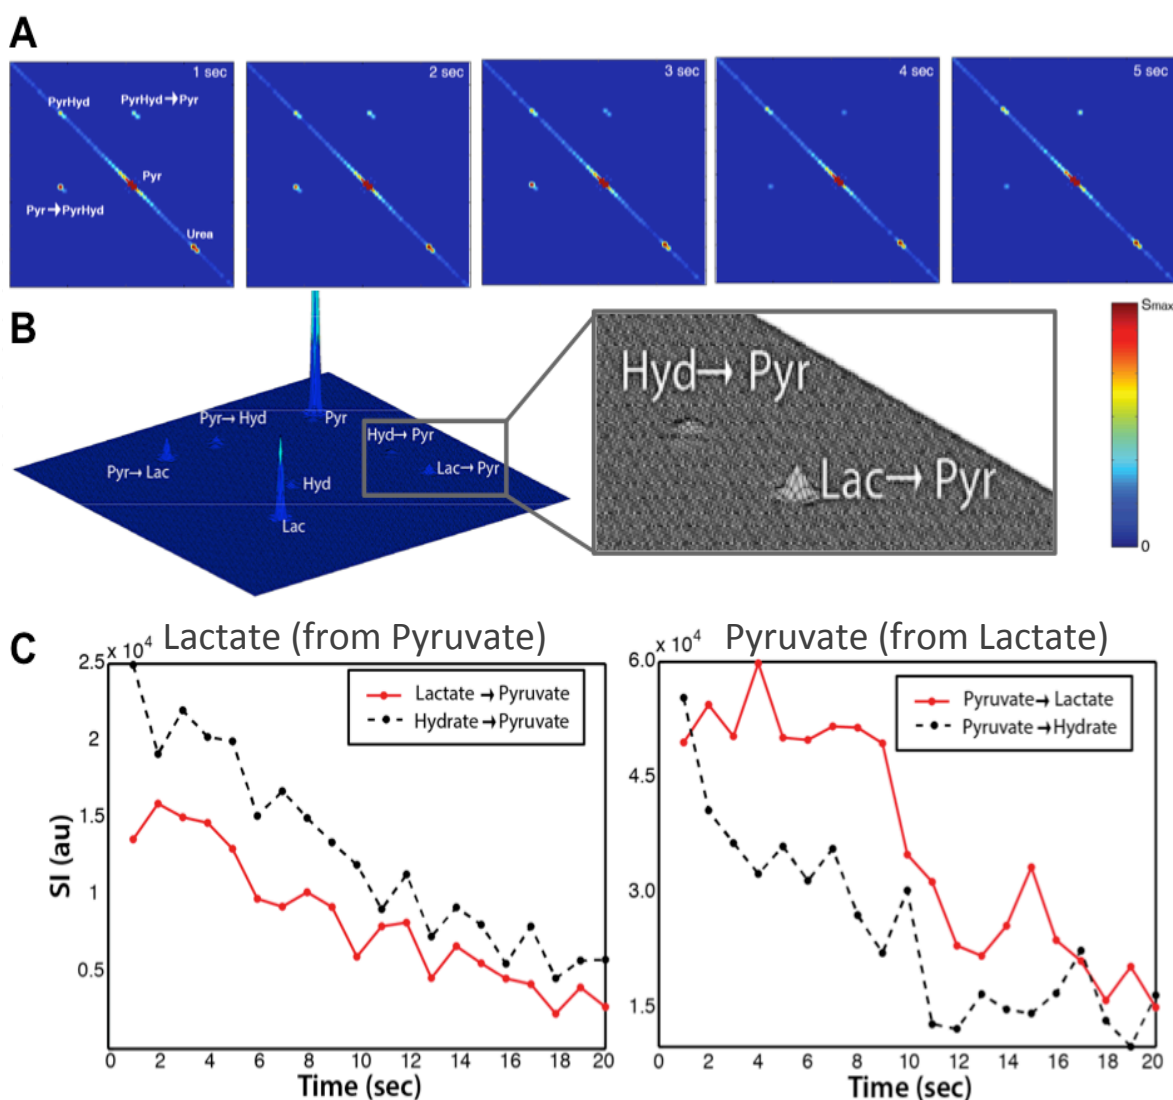 A
1 sec
2 sec
3 sec
4 sec
5 sec
PyrHyd
PyrHyd→Pyr
Pyr
Pyr→PyrHyd
Urea
B
Pyr→Hyd
Pyr
Hyd→Pyr
Pyr→Lac
Lac→Pyr
Hyd
Lac
Hyd→ Pyr
Lac→ Pyr
Smax
0
C
Lactate (from Pyruvate)
x 10⁴
2.5
2
1.5
1
0.5
SI (au)
Lactate →Pyruvate
Hydrate→Pyruvate
0 2 4 6 8 10 12 14 16 18 20
Time (sec)
Pyruvate (from Lactate)
x 10⁴
6.0
4.5
3.0
1.5
Pyruvate→Lactate
Pyruvate→Hydrate
0 2 4 6 8 10 12 14 16 18 20
Time (sec)